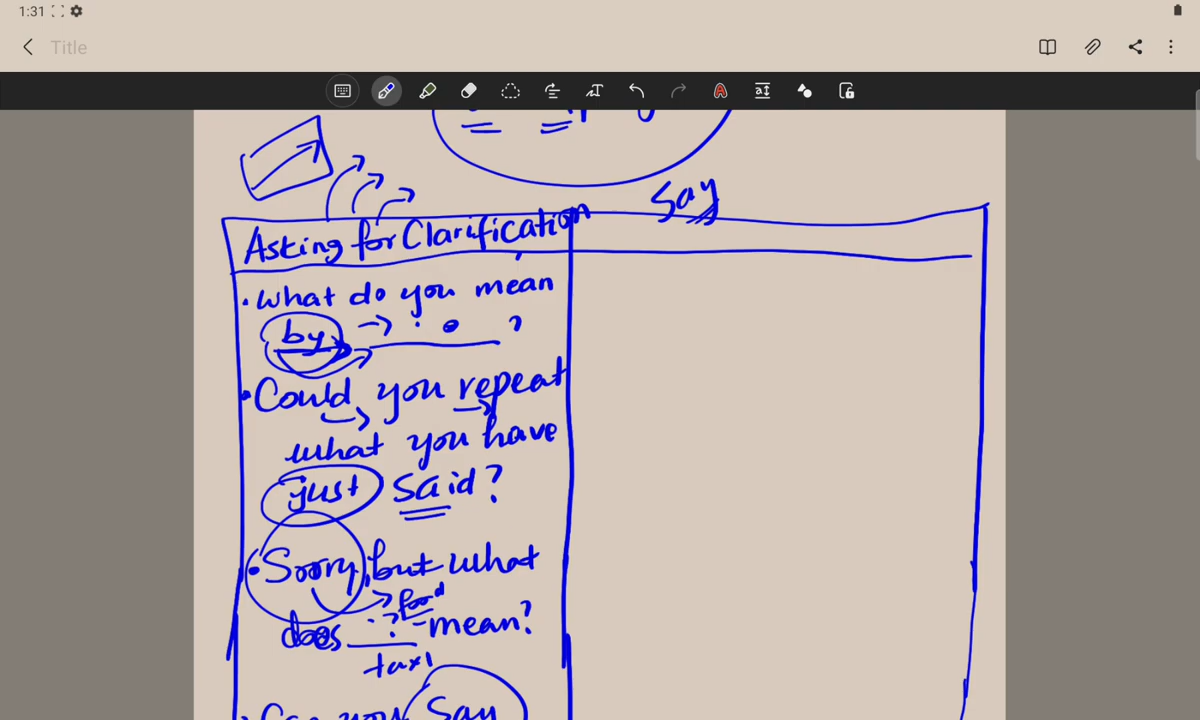 1:31
Title
say
Asking for Clarification
• What do you mean
by ?
• Could you repeat
what you have
just said?
• Sorry, but what
food
does ? mean?
taxi
you say